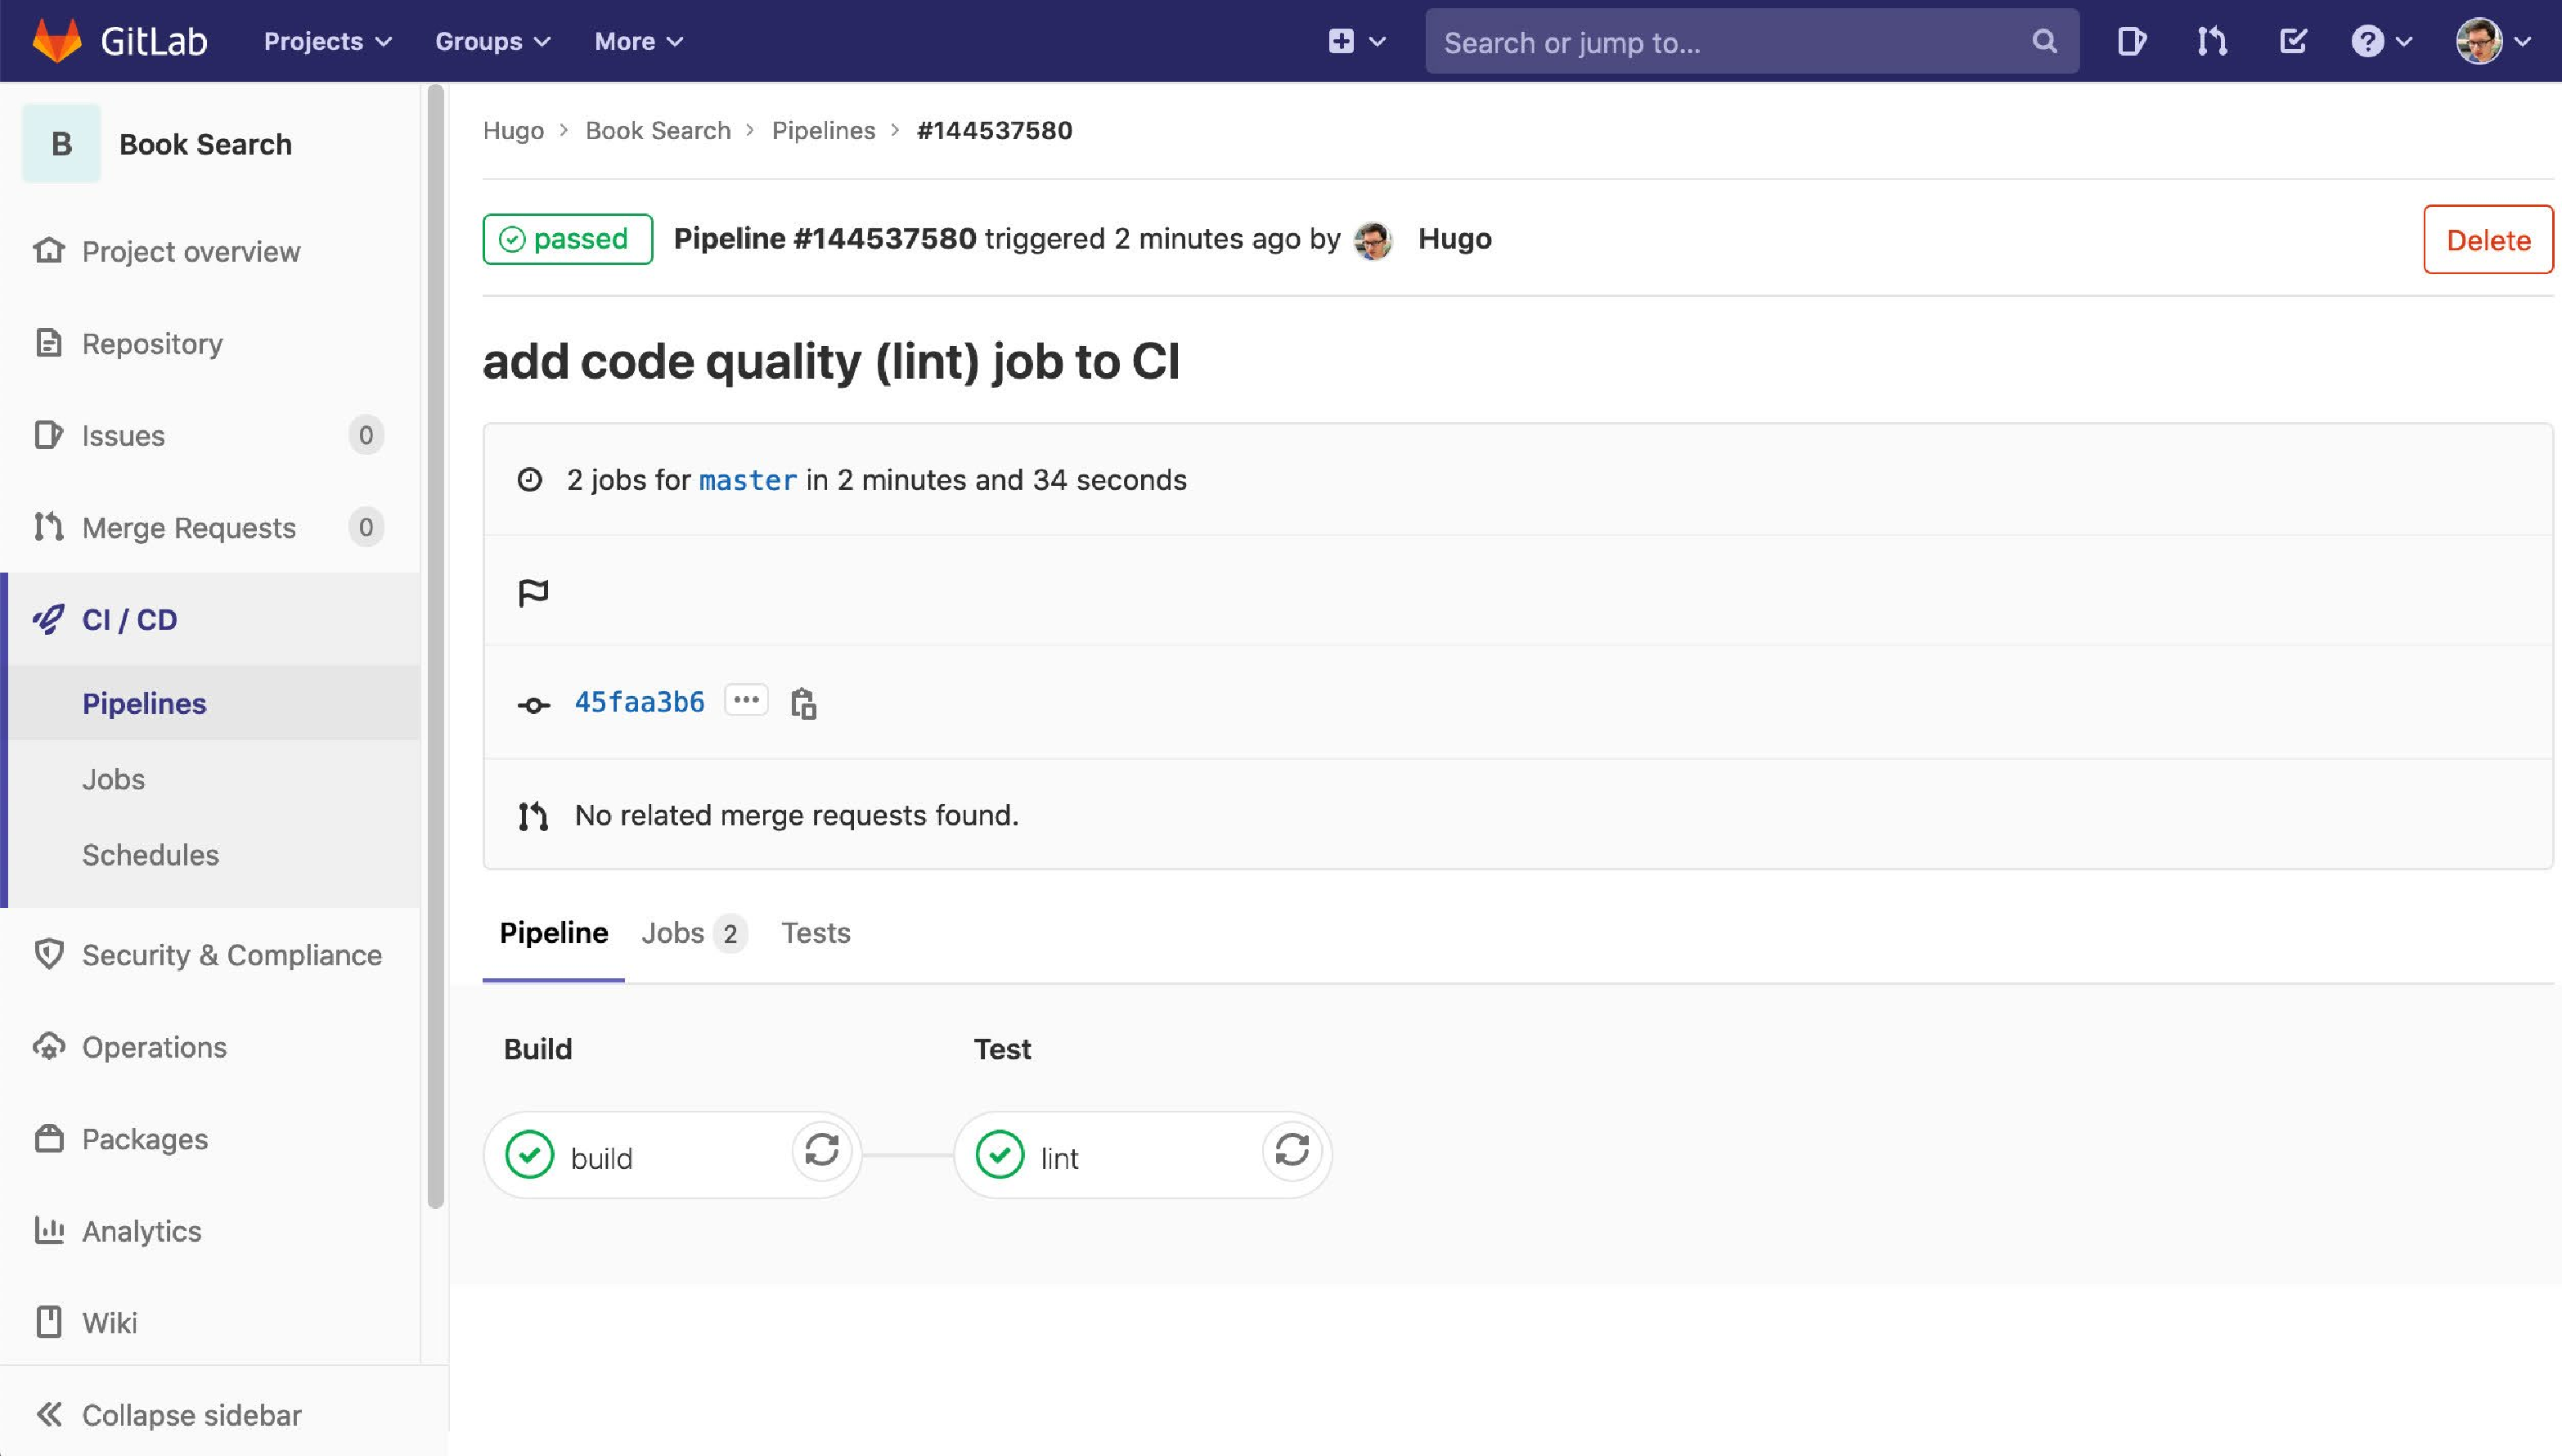 GitLab Projects Groups More Search or jump to...
B Book Search
Project overview
Repository
Issues 0
Merge Requests 0
CI / CD
Pipelines
Jobs
Schedules
Security & Compliance
Operations
Packages
Analytics
Wiki
Collapse sidebar
Hugo > Book Search > Pipelines > #144537580
passed Pipeline #144537580 triggered 2 minutes ago by Hugo Delete
add code quality (lint) job to CI
2 jobs for master in 2 minutes and 34 seconds
45faa3b6 ...
No related merge requests found.
Pipeline Jobs 2 Tests
Build Test
build lint